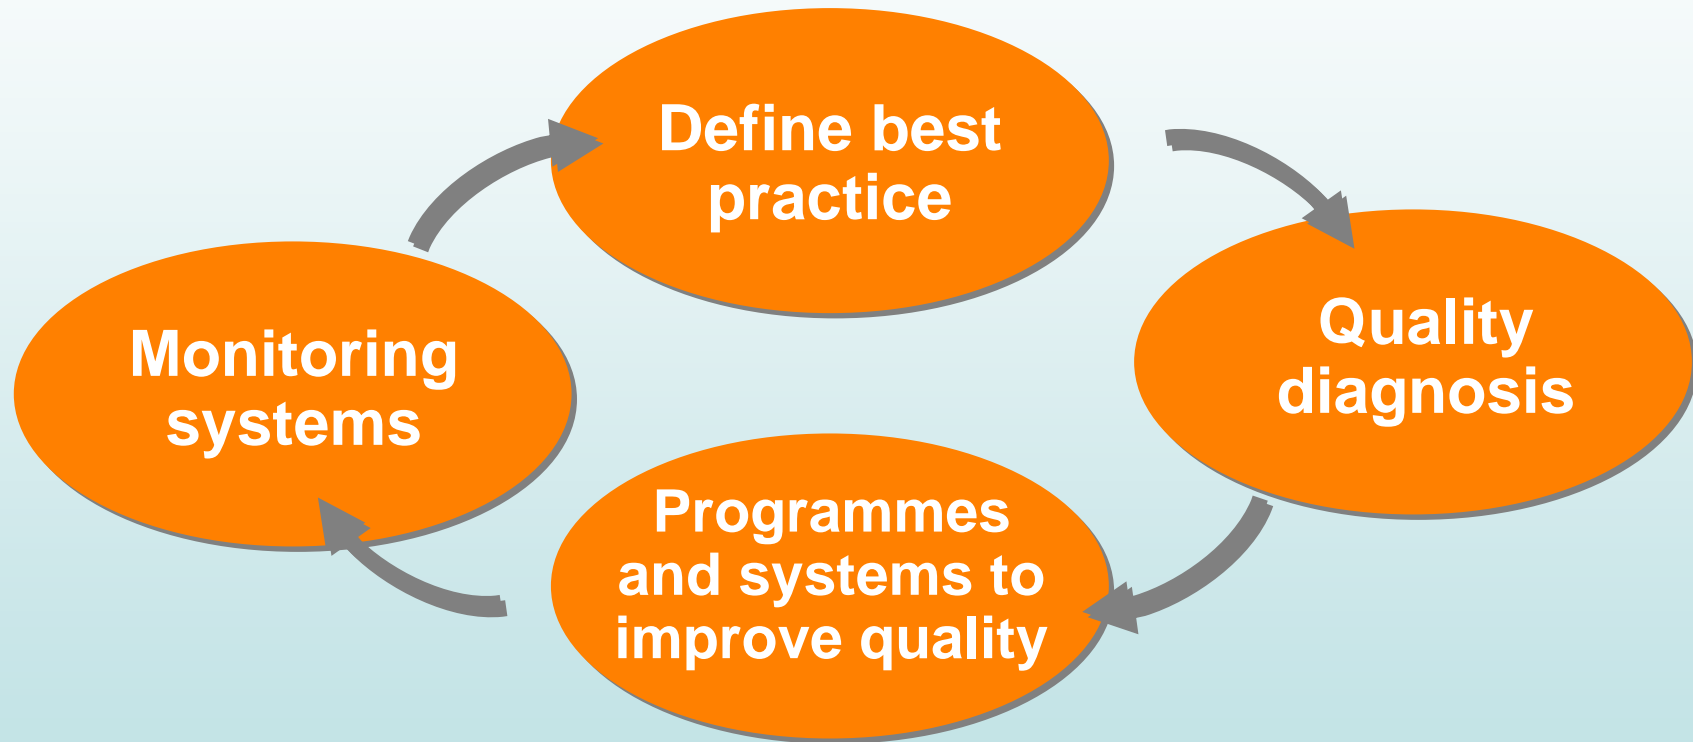 Define best
practice
Quality
diagnosis
Programmes
and systems to
improve quality
Monitoring
systems